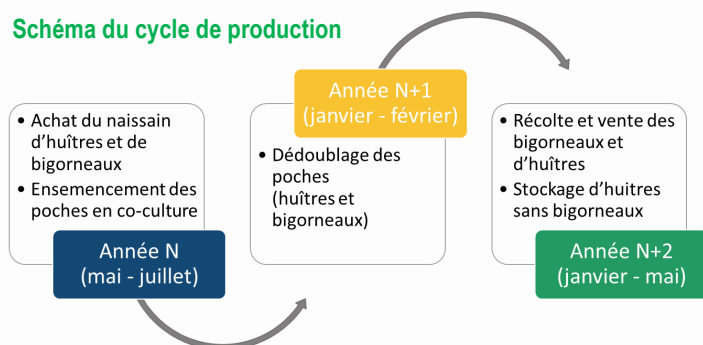 Schéma du cycle de production
• Achat du naissain
d’huîtres et de
bigorneaux
• Ensemencement des
poches en co-culture
Année N
(mai - juillet)
Année N+1
(janvier - février)
• Dédoublage des
poches
(huîtres et
bigorneaux)
• Récolte et vente des
bigorneaux et
d’huîtres
• Stockage d’huitres
sans bigorneaux
Année N+2
(janvier - mai)